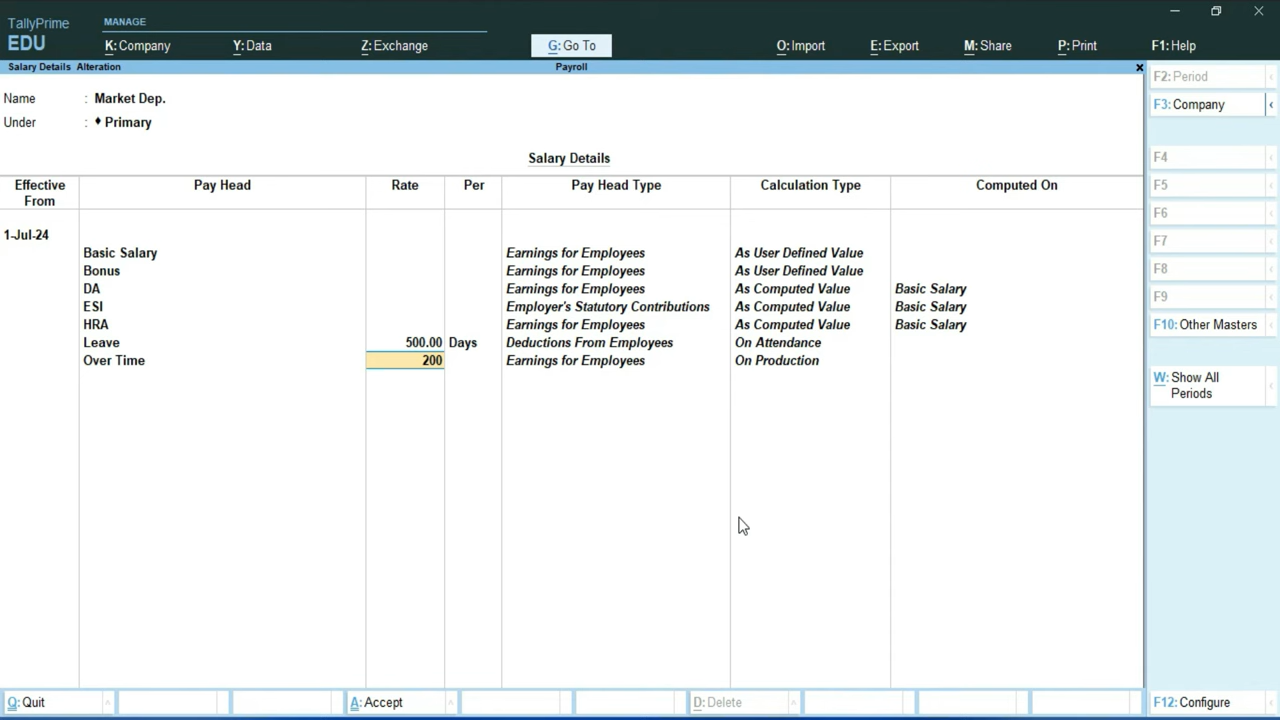 TallyPrime
EDU
MANAGE
K: Company
Y: Data
Z: Exchange
G: Go To
O: Import
E: Export
M: Share
P: Print
F1: Help
Salary Details Alteration
Payroll
Name : Market Dep.
Under : ♦ Primary
Salary Details
Effective From Pay Head Rate Per Pay Head Type Calculation Type Computed On
1-Jul-24
Basic Salary Earnings for Employees As User Defined Value
Bonus Earnings for Employees As User Defined Value
DA Earnings for Employees As Computed Value Basic Salary
ESI Employer's Statutory Contributions As Computed Value Basic Salary
HRA Earnings for Employees As Computed Value Basic Salary
Leave 500.00 Days Deductions From Employees On Attendance
Over Time 200 Earnings for Employees On Production
F2: Period
F3: Company
F4
F5
F6
F7
F8
F9
F10: Other Masters
W: Show All
Periods
Q: Quit
A: Accept
D: Delete
F12: Configure